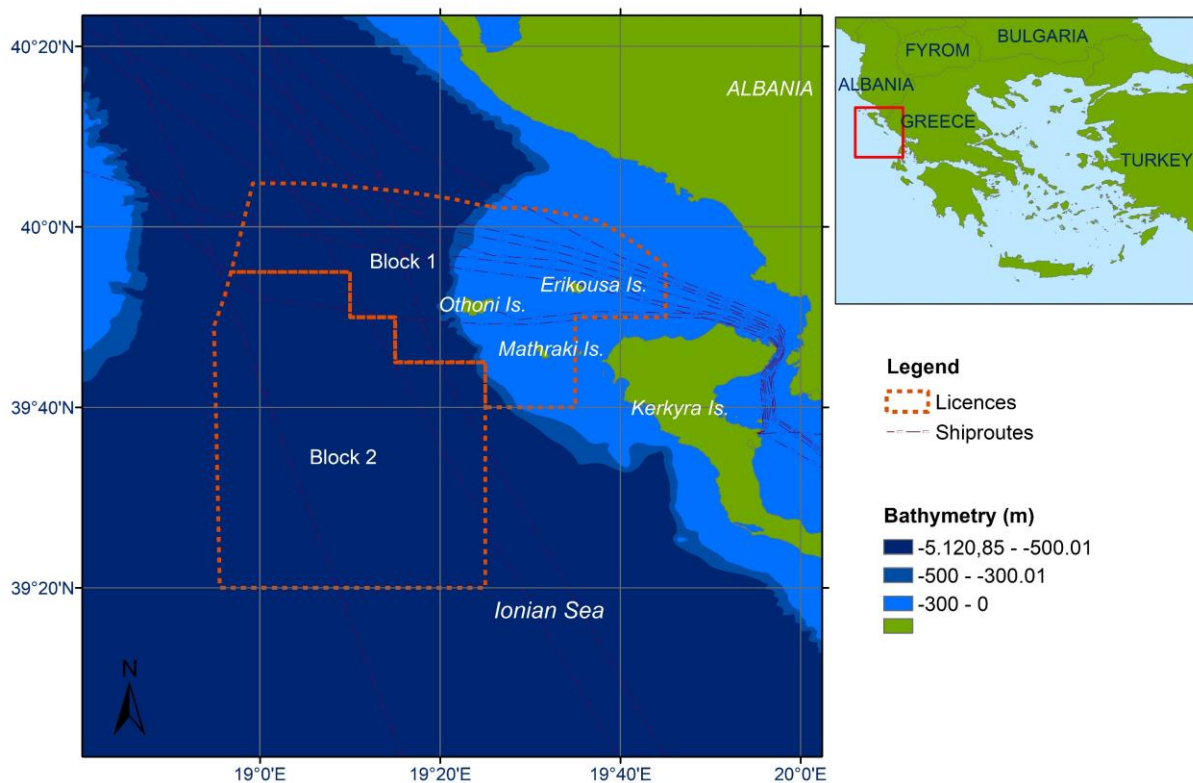 40°20'N
40°0'N
39°40'N
39°20'N
19°0'E
19°20'E
19°40'E
20°0'E
ALBANIA
Block 1
Erikousa Is.
Othoni Is.
Mathraki Is.
Kerkyra Is.
Block 2
Ionian Sea
N
BULGARIA
FYROM
ALBANIA
GREECE
TURKEY
Legend
Licences
Shiproutes
Bathymetry (m)
-5.120,85 - -500.01
-500 - -300.01
-300 - 0